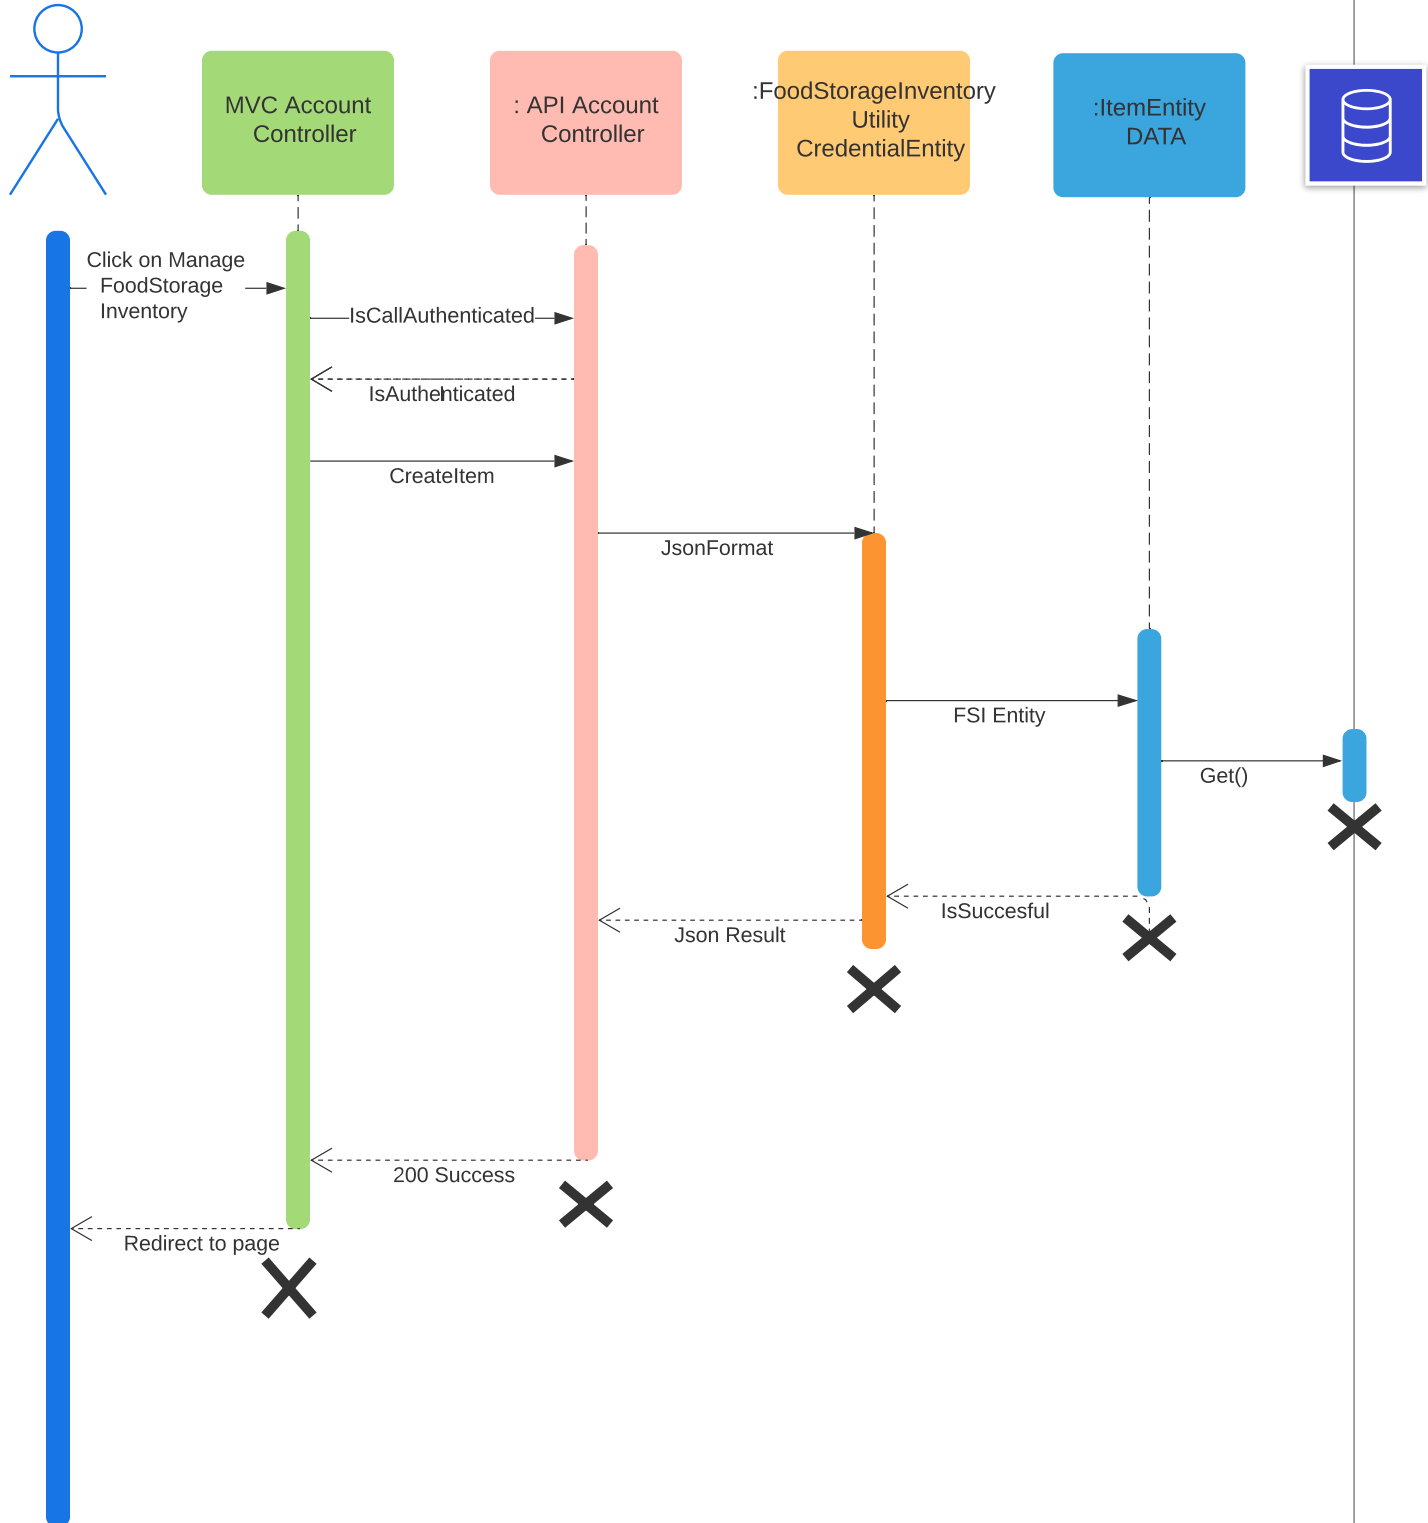 MVC Account
Controller
: API Account
Controller
:FoodStorageInventory
Utility
CredentialEntity
:ItemEntity
DATA
Click on Manage
FoodStorage
Inventory
IsCallAuthenticated
IsAuthenticated
CreateItem
JsonFormat
FSI Entity
Get()
IsSuccesful
Json Result
200 Success
Redirect to page